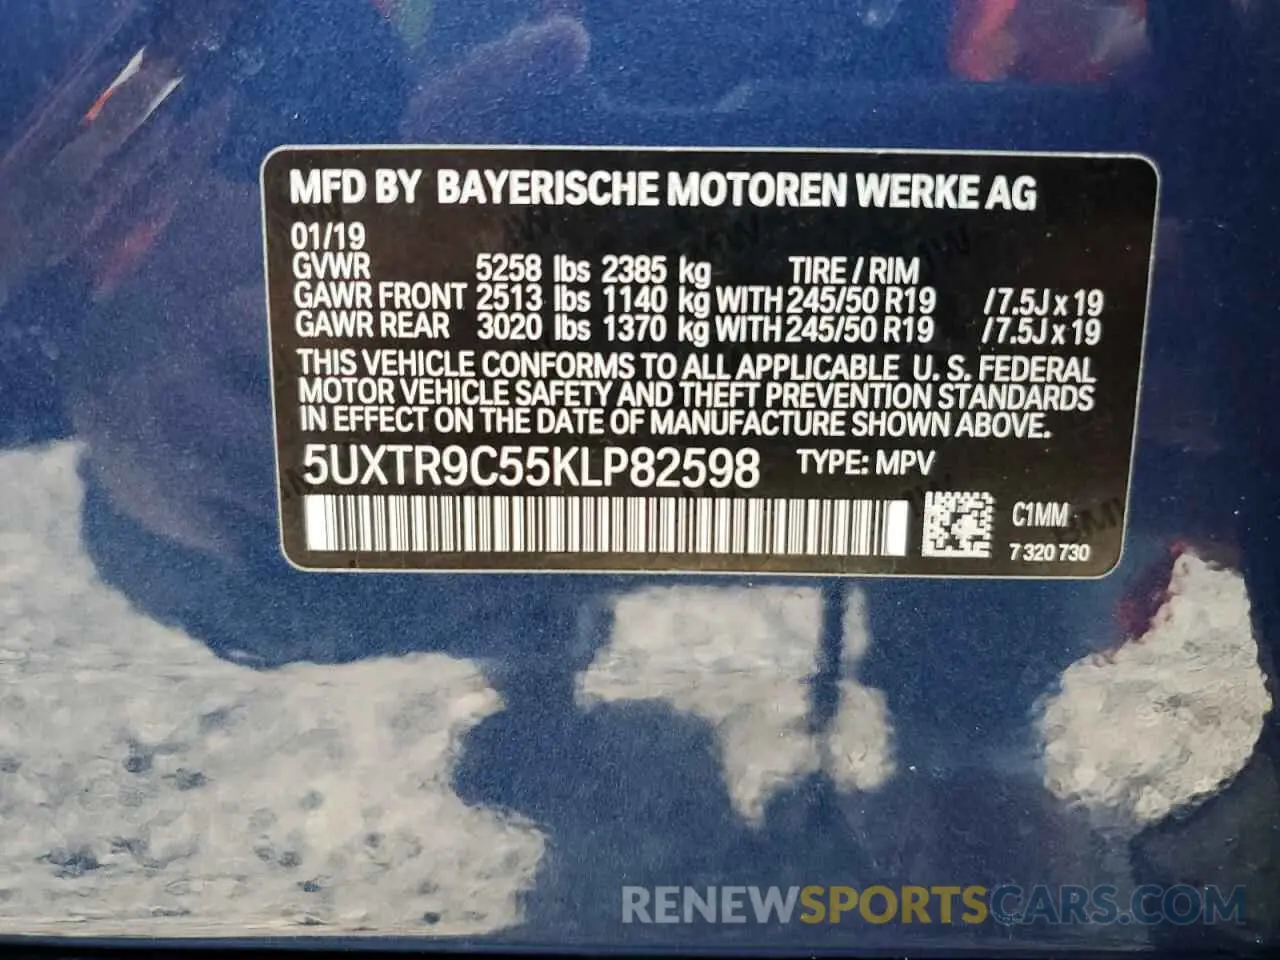 MFD BY BAYERISCHE MOTOREN WERKE AG
01/19
GVWR 5258 lbs 2385 kg TIRE / RIM
GAWR FRONT 2513 lbs 1140 kg WITH 245/50 R19 /7.5J x 19
GAWR REAR 3020 lbs 1370 kg WITH 245/50 R19 /7.5J x 19
THIS VEHICLE CONFORMS TO ALL APPLICABLE U. S. FEDERAL
MOTOR VEHICLE SAFETY AND THEFT PREVENTION STANDARDS
IN EFFECT ON THE DATE OF MANUFACTURE SHOWN ABOVE.
5UXTR9C55KLP82598 TYPE: MPV
C1MM
7 320 730
RENEWSPORTSCARS.COM